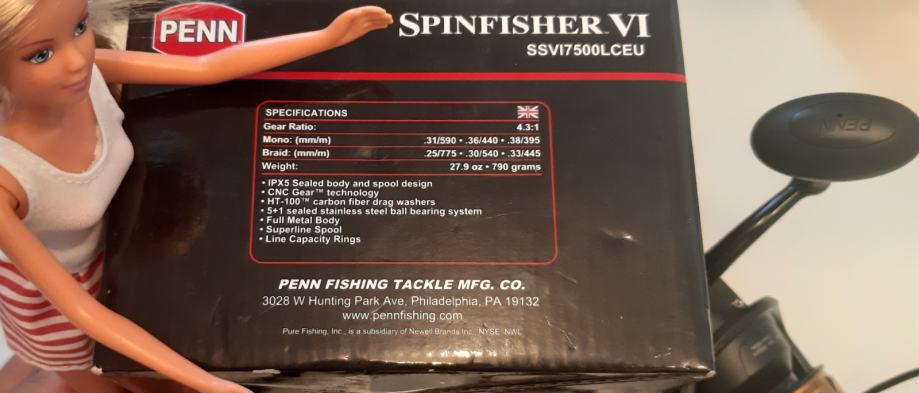 PENN
SPINFISHER VI
SSVI7500LCEU
SPECIFICATIONS
Gear Ratio: 4.3:1
Mono: (mm/m) .31/590 • .36/440 • .38/395
Braid: (mm/m) .25/775 • .30/540 • .33/445
Weight: 27.9 oz • 790 grams
• IPX5 Sealed body and spool design
• CNC Gear™ technology
• HT-100™ carbon fiber drag washers
• 5+1 sealed stainless steel ball bearing system
• Full Metal Body
• Superline Spool
• Line Capacity Rings
PENN FISHING TACKLE MFG. CO.
3028 W Hunting Park Ave, Philadelphia, PA 19132
www.pennfishing.com
Pure Fishing, Inc., is a subsidiary of Newell Brands Inc. NYSE: NWL
PENN